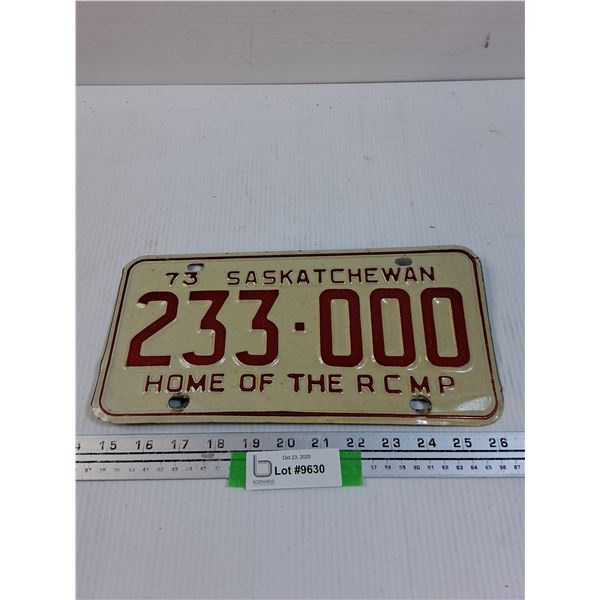 73 SASKATCHEWAN
233·000
HOME OF THE RCMP
15 16 17 18 19 20 21 22 23 24 25 26
Oct 23, 2025
Lot #9630
b
BODNARUS